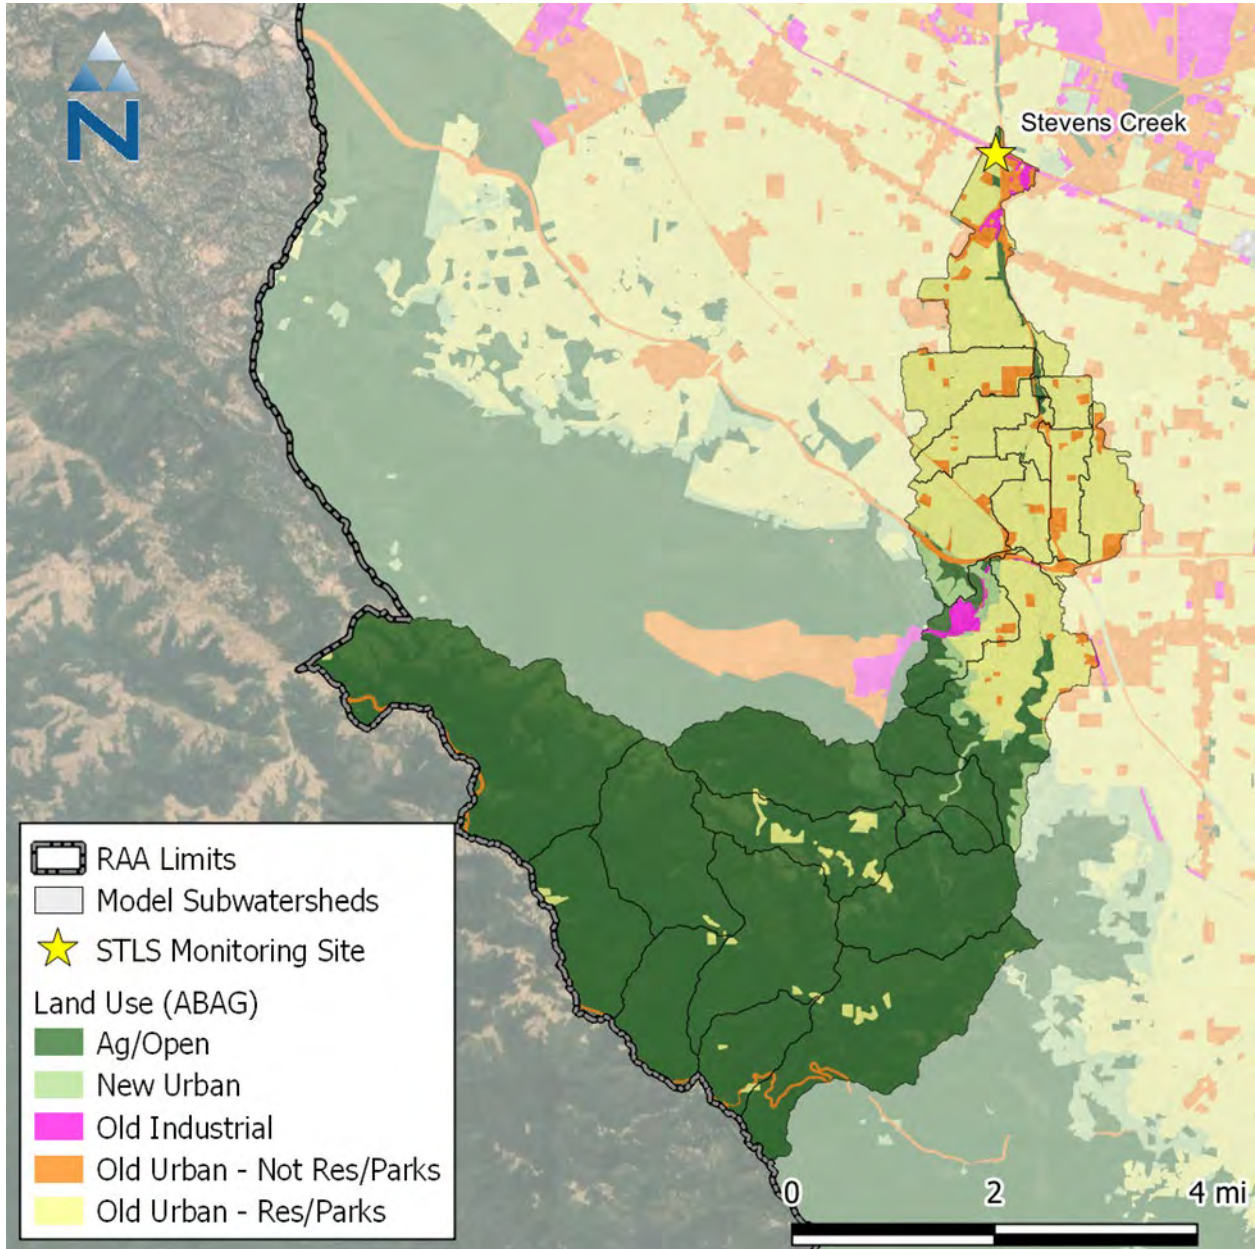 N
Stevens Creek
RAA Limits
Model Subwatersheds
STLS Monitoring Site
Land Use (ABAG)
Ag/Open
New Urban
Old Industrial
Old Urban - Not Res/Parks
Old Urban - Res/Parks
0 2 4 mi